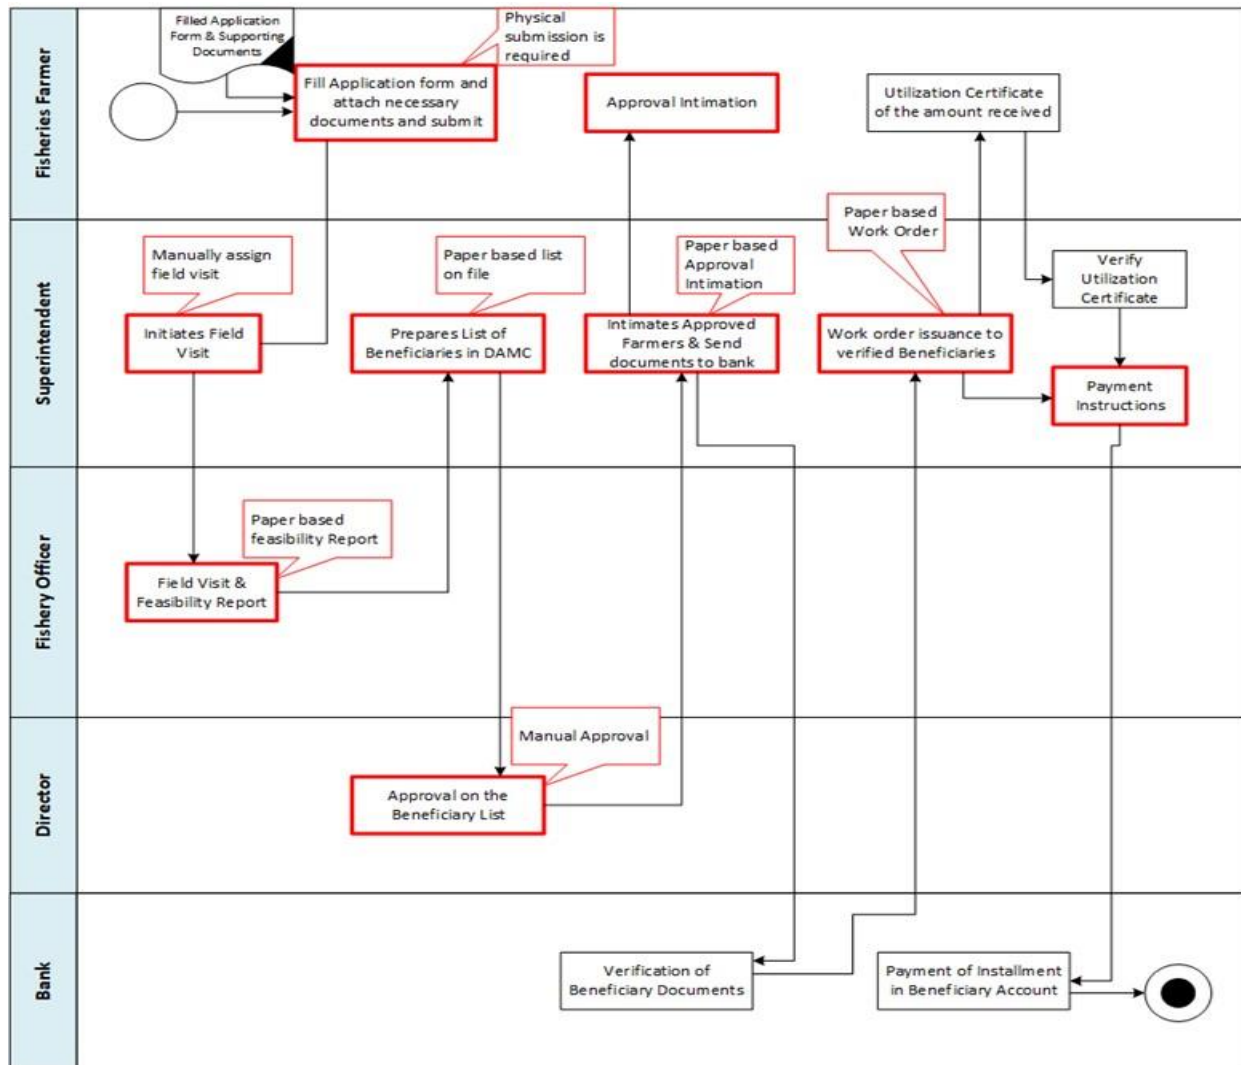 Fisheries Farmer
Filled Application
Form & Supporting
Documents
Physical
submission is
required
Fill Application form and
attach necessary
documents and submit
Approval Intimation
Utilization Certificate
of the amount received
Superintendent
Manually assign
field visit
Initiates Field
Visit
Paper based list
on file
Prepares List of
Beneficiaries in DAMC
Paper based
Approval
Intimation
Intimates Approved
Farmers & Send
documents to bank
Paper based
Work Order
Work order issuance to
verified Beneficiaries
Verify
Utilization
Certificate
Payment
Instructions
Fishery Officer
Paper based
feasibility Report
Field Visit &
Feasibility Report
Director
Manual Approval
Approval on the
Beneficiary List
Bank
Verification of
Beneficiary Documents
Payment of Installment
in Beneficiary Account